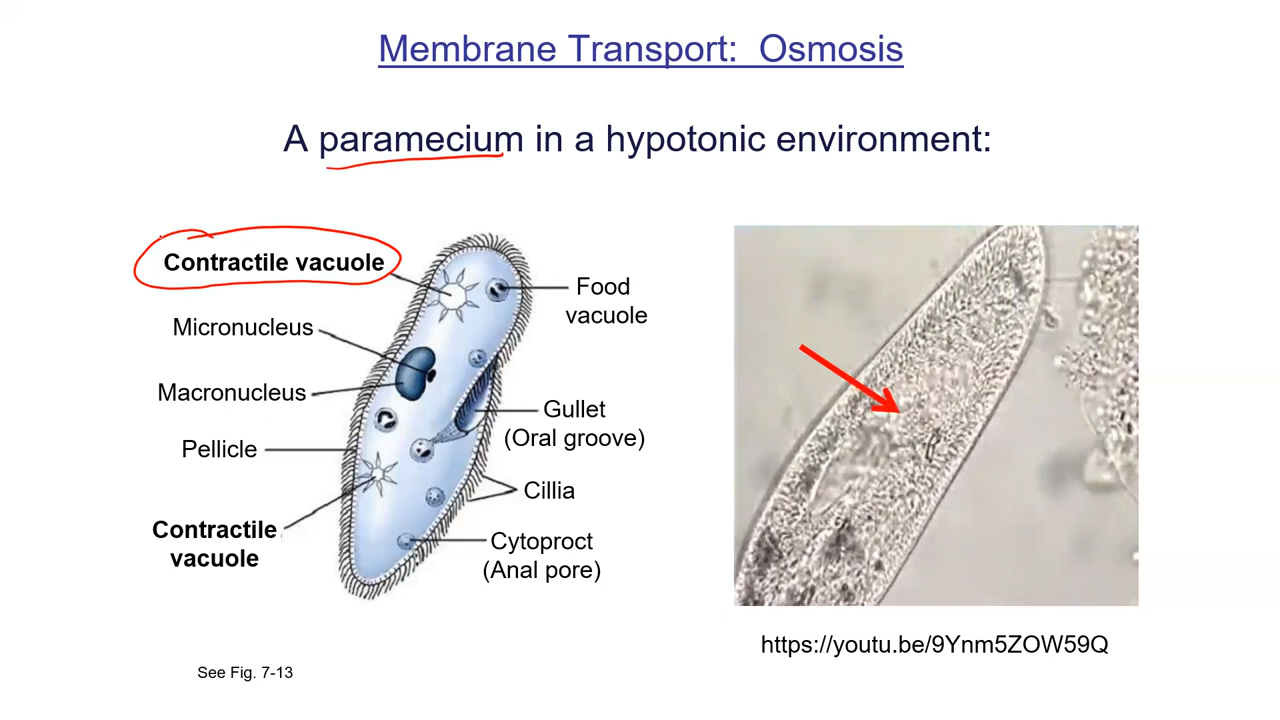 Membrane Transport: Osmosis
A paramecium in a hypotonic environment:
Contractile vacuole
Micronucleus
Macronucleus
Pellicle
Contractile
vacuole
Food
vacuole
Gullet
(Oral groove)
Cillia
Cytoproct
(Anal pore)
https://youtu.be/9Ynm5ZOW59Q
See Fig. 7-13